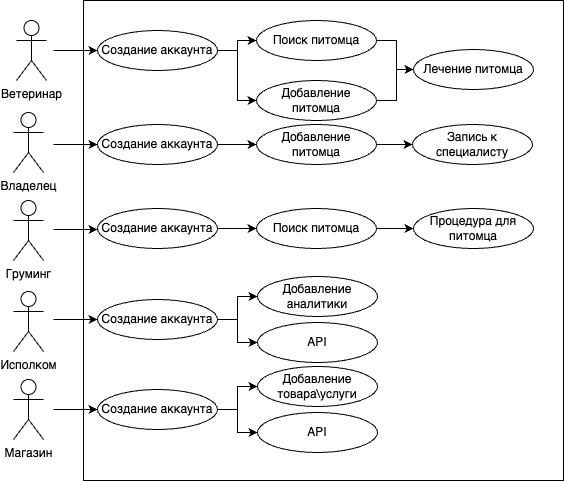 Ветеринар
Создание аккаунта
Поиск питомца
Добавление
питомца
Лечение питомца
Владелец
Создание аккаунта
Добавление
питомца
Запись к
специалисту
Груминг
Создание аккаунта
Поиск питомца
Процедура для
питомца
Исполком
Создание аккаунта
Добавление
аналитики
API
Магазин
Создание аккаунта
Добавление
товара\услуги
API